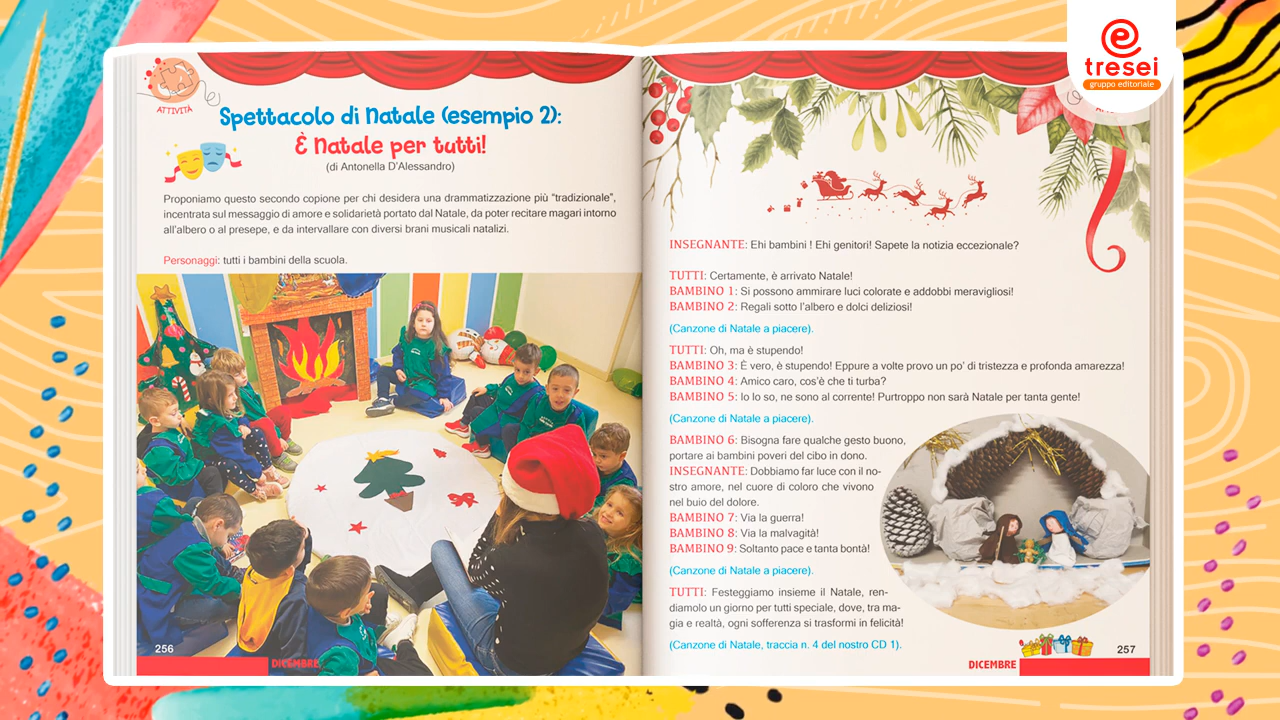 tresei
gruppo editoriale
ATTIVITÀ
Spettacolo di Natale (esempio 2):
È Natale per tutti!
(di Antonella D'Alessandro)
Proponiamo questo secondo copione per chi desidera una drammatizzazione più “tradizionale”,
incentrata sul messaggio di amore e solidarietà portato dal Natale, da poter recitare magari intorno
all'albero o al presepe, e da intervallare con diversi brani musicali natalizi.
Personaggi: tutti i bambini della scuola.
256
DICEMBRE
INSEGNANTE: Ehi bambini ! Ehi genitori! Sapete la notizia eccezionale?
TUTTI: Certamente, è arrivato Natale!
BAMBINO 1: Si possono ammirare luci colorate e addobbi meravigliosi!
BAMBINO 2: Regali sotto l'albero e dolci deliziosi!
(Canzone di Natale a piacere).
TUTTI: Oh, ma è stupendo!
BAMBINO 3: È vero, è stupendo! Eppure a volte provo un po' di tristezza e profonda amarezza!
BAMBINO 4: Amico caro, cos'è che ti turba?
BAMBINO 5: Io lo so, ne sono al corrente! Purtroppo non sarà Natale per tanta gente!
(Canzone di Natale a piacere).
BAMBINO 6: Bisogna fare qualche gesto buono,
portare ai bambini poveri del cibo in dono.
INSEGNANTE: Dobbiamo far luce con il no-
stro amore, nel cuore di coloro che vivono
nel buio del dolore.
BAMBINO 7: Via la guerra!
BAMBINO 8: Via la malvagità!
BAMBINO 9: Soltanto pace e tanta bontà!
(Canzone di Natale a piacere).
TUTTI: Festeggiamo insieme il Natale, ren-
diamolo un giorno per tutti speciale, dove, tra ma-
gia e realtà, ogni sofferenza si trasformi in felicità!
(Canzone di Natale, traccia n. 4 del nostro CD 1).
DICEMBRE
257